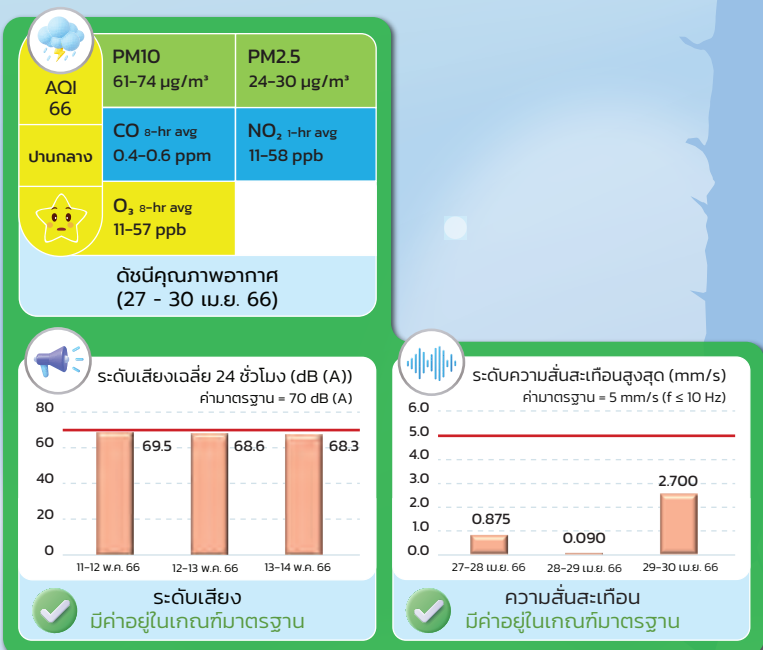 AQI
66
ปานกลาง
PM10
61-74 µg/m³
PM2.5
24-30 µg/m³
CO 8-hr avg
0.4-0.6 ppm
NO₂ 1-hr avg
11-58 ppb
O₃ 8-hr avg
11-57 ppb
ดัชนีคุณภาพอากาศ
(27 - 30 เม.ย. 66)
ระดับเสียงเฉลี่ย 24 ชั่วโมง (dB (A))
ค่ามาตรฐาน = 70 dB (A)
80
60
40
20
0
69.5
68.6
68.3
11-12 พ.ค. 66
12-13 พ.ค. 66
13-14 พ.ค. 66
ระดับเสียง
มีค่าอยู่ในเกณฑ์มาตรฐาน
ระดับความสั่นสะเทือนสูงสุด (mm/s)
ค่ามาตรฐาน = 5 mm/s (f ≤ 10 Hz)
6.0
5.0
4.0
3.0
2.0
1.0
0.0
0.875
0.090
2.700
27-28 เม.ย. 66
28-29 เม.ย. 66
29-30 เม.ย. 66
ความสั่นสะเทือน
มีค่าอยู่ในเกณฑ์มาตรฐาน